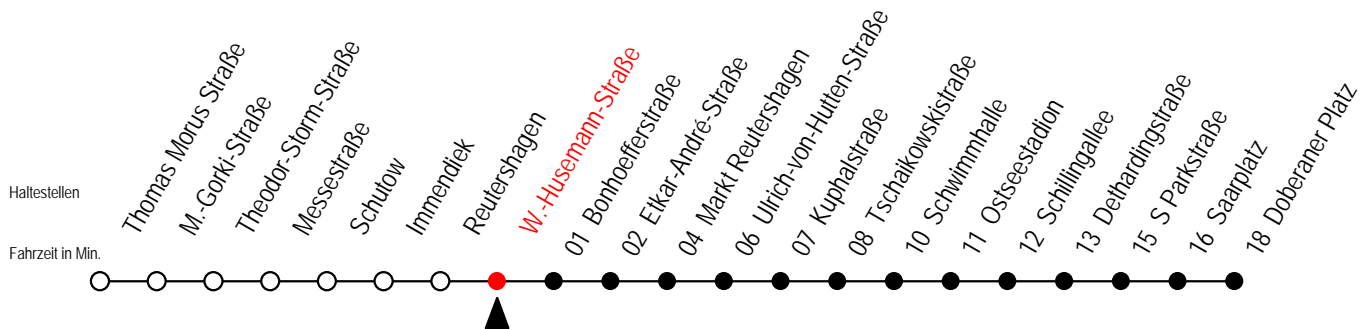 Haltestellen
Fahrzeit in Min.
Thomas Morus Straße
M.-Gorki-Straße
Theodor-Storm-Straße
Messestraße
Schutow
Immendiek
Reutershagen
W.-Husemann-Straße
01 Bonhoefferstraße
02 Etkar-André-Straße
04 Markt Reutershagen
06 Ulrich-von-Hutten-Straße
07 Kuphalstraße
08 Tschaikowskistraße
10 Schwimmhalle
11 Ostseestadion
12 Schillingallee
13 Dethardingstraße
15 S Parkstraße
16 Saarplatz
18 Doberaner Platz